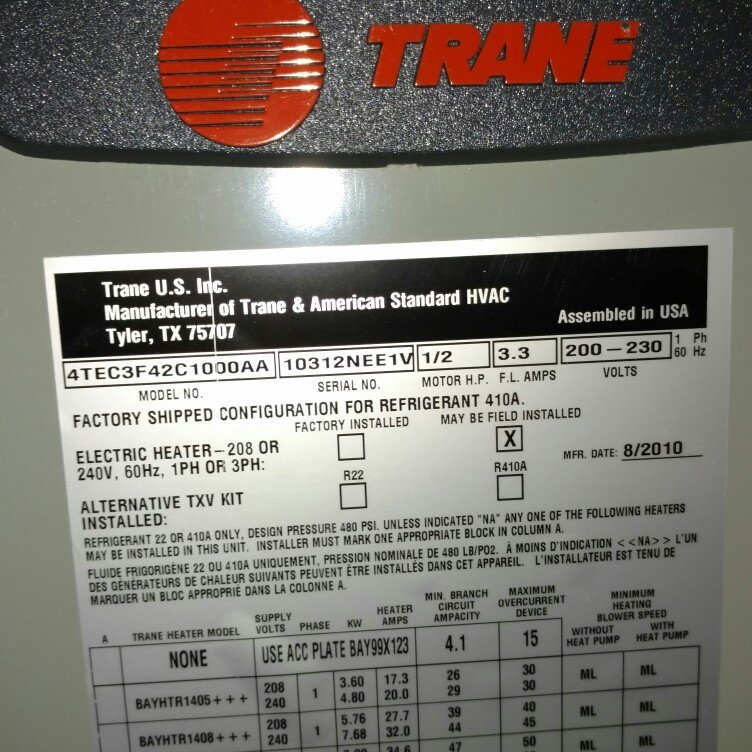 TRANE
Trane U.S. Inc.
Manufacturer of Trane & American Standard HVAC
Tyler, TX 75707
Assembled in USA
4TEC3F42C1000AA 10312NEE1V 1/2 3.3 200 – 230 1 Ph 60 Hz
MODEL NO. SERIAL NO. MOTOR H.P. F.L. AMPS VOLTS
FACTORY SHIPPED CONFIGURATION FOR REFRIGERANT 410A.
FACTORY INSTALLED MAY BE FIELD INSTALLED
ELECTRIC HEATER – 208 OR
240V, 60Hz, 1PH OR 3PH: X MFR. DATE: 8/2010
R22 R410A
ALTERNATIVE TXV KIT
INSTALLED:
REFRIGERANT 22 OR 410A ONLY, DESIGN PRESSURE 480 PSI. UNLESS INDICATED "NA" ANY ONE OF THE FOLLOWING HEATERS
MAY BE INSTALLED IN THIS UNIT. INSTALLER MUST MARK ONE APPROPRIATE BLOCK IN COLUMN A.
FLUIDE FRIGORIGÈNE 22 OU 410A UNIQUEMENT, PRESSION NOMINALE DE 480 LB/PO2. À MOINS D'INDICATION <<NA>> L'UN
DES GÉNÉRATEURS DE CHALEUR SUIVANTS PEUVENT ÊTRE INSTALLÉS DANS CET APPAREIL. L'INSTALLATEUR EST TENU DE
MARQUER UN BLOC APPROPRIÉ DANS LA COLONNE A.
A TRANE HEATER MODEL SUPPLY VOLTS PHASE KW HEATER AMPS MIN. BRANCH CIRCUIT AMPACITY MAXIMUM OVERCURRENT DEVICE MINIMUM HEATING BLOWER SPEED
WITHOUT HEAT PUMP WITH HEAT PUMP
NONE USE ACC PLATE BAY99X123 4.1 15
BAYHTR1405+++ 208 1 3.60 17.3 26 30 ML ML
240 4.80 20.0 29 30
BAYHTR1408+++ 208 1 5.76 27.7 39 40 ML ML
240 7.68 32.0 44 45
34.6 47 50 ML ML